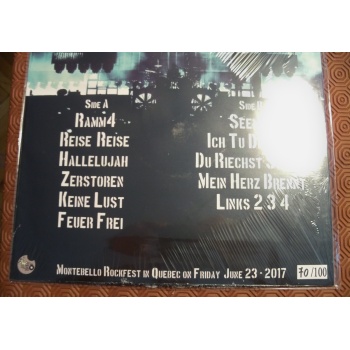 Side A
Ramm4
Reise Reise
Hallelujah
Zerstoren
Keine Lust
Feuer Frei
Side
Ich Tu
Du Riechst
Mein Herz Brennt
Links 2 3 4
Montebello Rockfest in Quebec on Friday June 23 - 2017
70/100